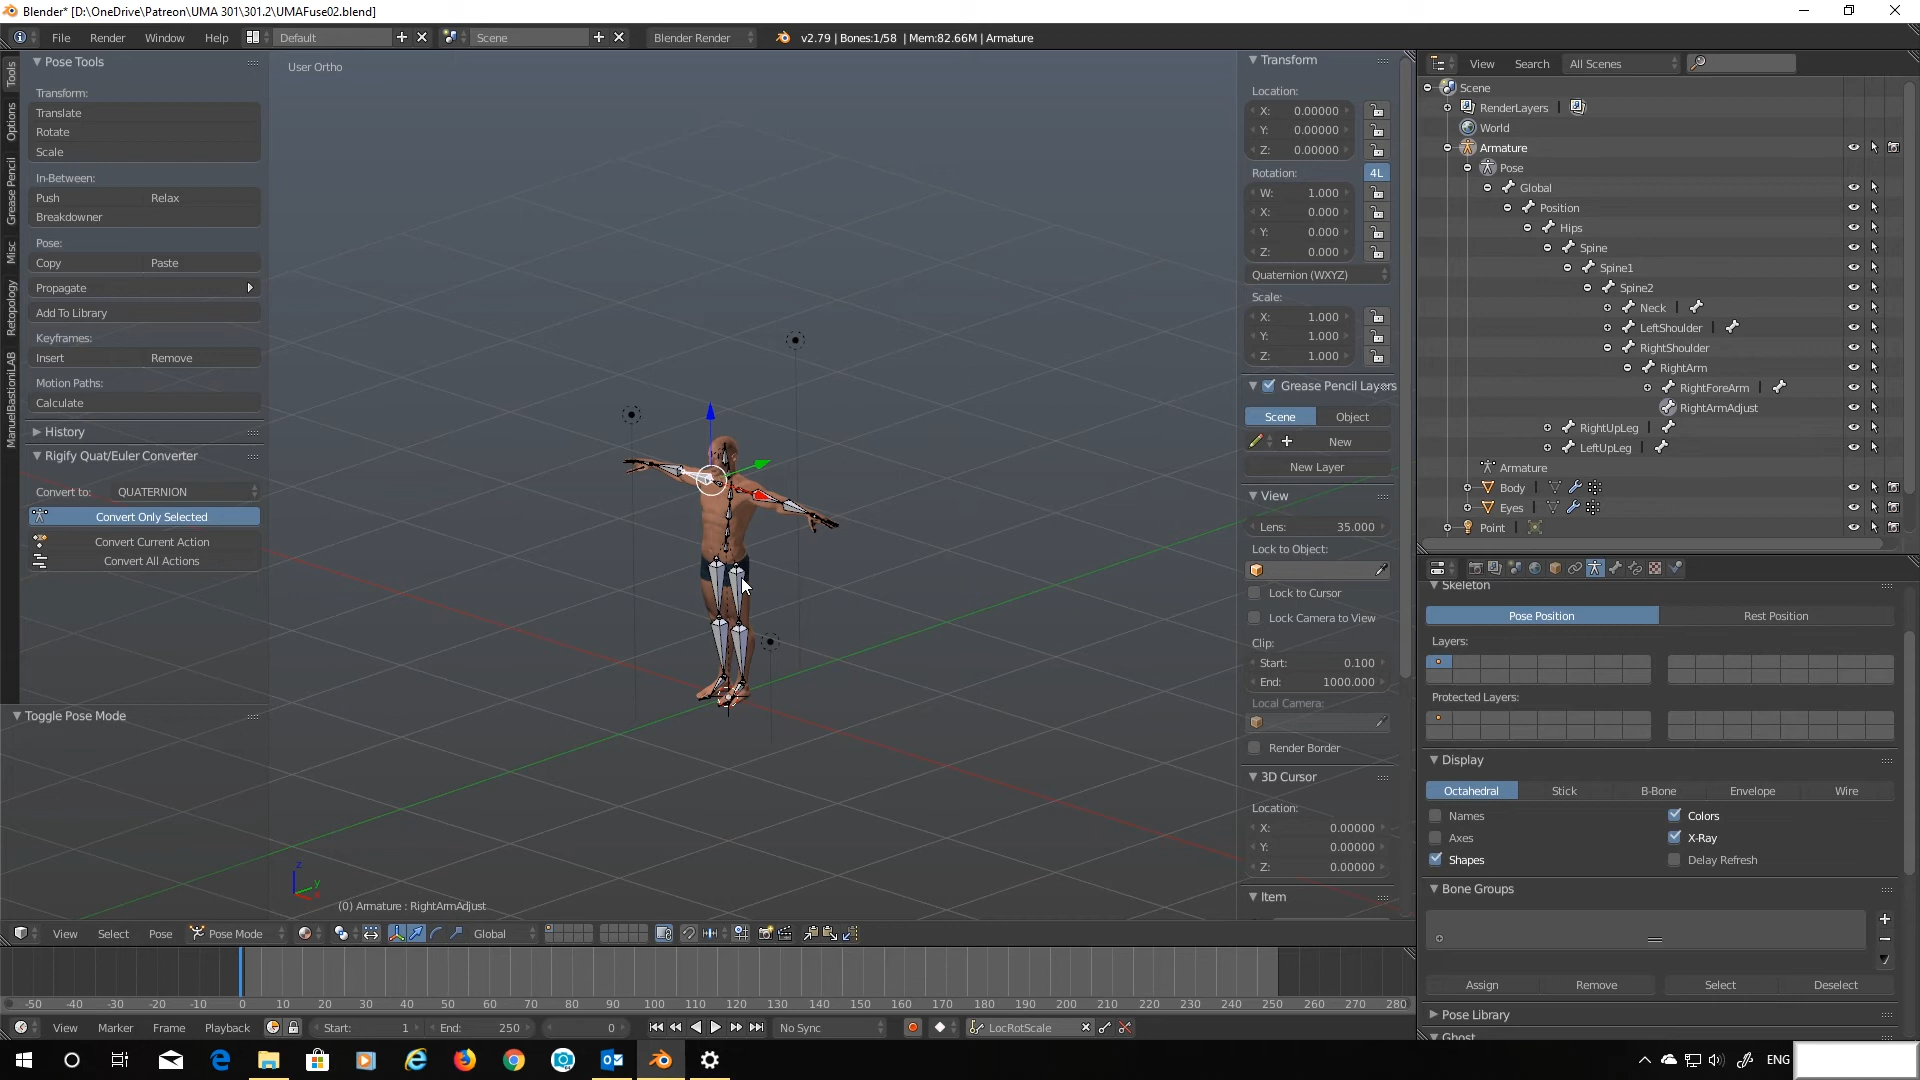 Blender* [D:\OneDrive\Patreon\UMA 301\301.2\UMAFuse02.blend]
File Render Window Help Default Scene Blender Render v2.79 | Bones:1/58 | Mem:82.66M | Armature
Tools
Options
Grease Pencil
Misc
Retopology
ManuelBastioniLAB
Pose Tools
Transform:
Translate
Rotate
Scale
In-Between:
Push Relax
Breakdowner
Pose:
Copy Paste
Propagate
Add To Library
Keyframes:
Insert Remove
Motion Paths:
Calculate
History
Rigify Quat/Euler Converter
Convert to: QUATERNION
Convert Only Selected
Convert Current Action
Convert All Actions
Toggle Pose Mode
User Ortho
z
y
(0) Armature : RightArmAdjust
View Select Pose Pose Mode Global
Transform
Location:
X: 0.00000
Y: 0.00000
Z: 0.00000
Rotation: 4L
W: 1.000
X: 0.000
Y: 0.000
Z: 0.000
Quaternion (WXYZ)
Scale:
X: 1.000
Y: 1.000
Z: 1.000
Grease Pencil Layers
Scene Object
New
New Layer
View
Lens: 35.000
Lock to Object:
Lock to Cursor
Lock Camera to View
Clip:
Start: 0.100
End: 1000.000
Local Camera:
Render Border
3D Cursor
Location:
X: 0.00000
Y: 0.00000
Z: 0.00000
Item
View Search All Scenes
Scene
RenderLayers |
World
Armature
Pose
Global
Position
Hips
Spine
Spine1
Spine2
Neck |
LeftShoulder |
RightShoulder
RightArm
RightForeArm |
RightArmAdjust
RightUpLeg |
LeftUpLeg |
Armature
Body |
Eyes |
Point |
Skeleton
Pose Position Rest Position
Layers:
Protected Layers:
Display
Octahedral Stick B-Bone Envelope Wire
Names Colors
Axes X-Ray
Shapes Delay Refresh
Bone Groups
Assign Remove Select Deselect
Pose Library
Ghost
-50 -40 -30 -20 -10 0 10 20 30 40 50 60 70 80 90 100 110 120 130 140 150 160 170 180 190 200 210 220 230 240 250 260 270 280
View Marker Frame Playback Start: 1 End: 250 0 No Sync LocRotScale
ENG